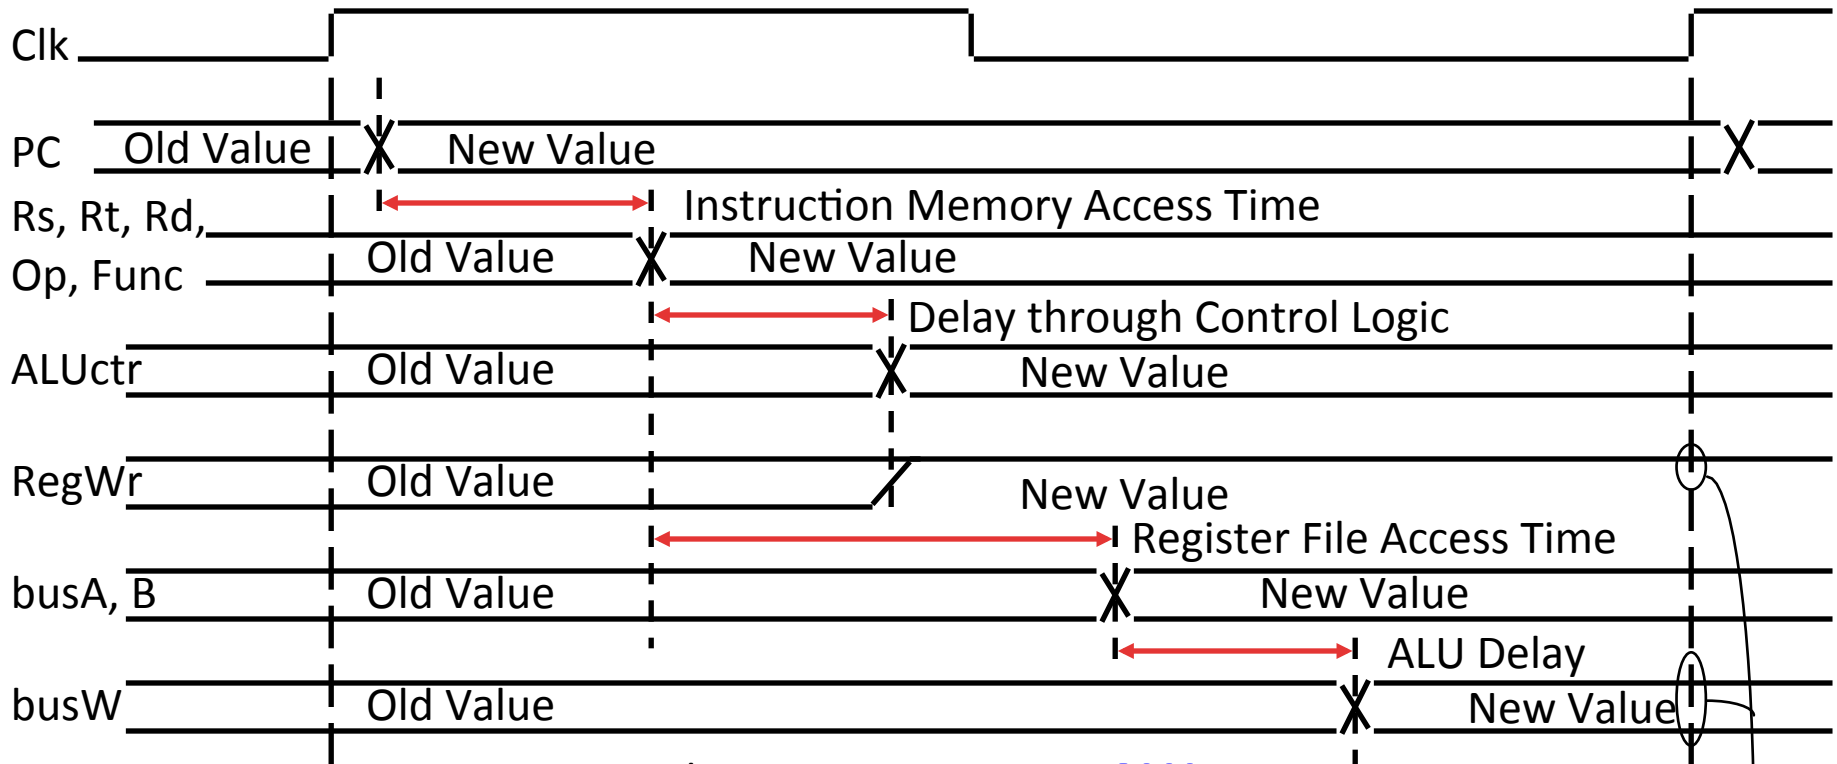 Clk
PC Old Value New Value
Rs, Rt, Rd, Instruction Memory Access Time
Op, Func Old Value New Value
Delay through Control Logic
ALUctr Old Value New Value
RegWr Old Value New Value
Register File Access Time
busA, B Old Value New Value
ALU Delay
busW Old Value New Value